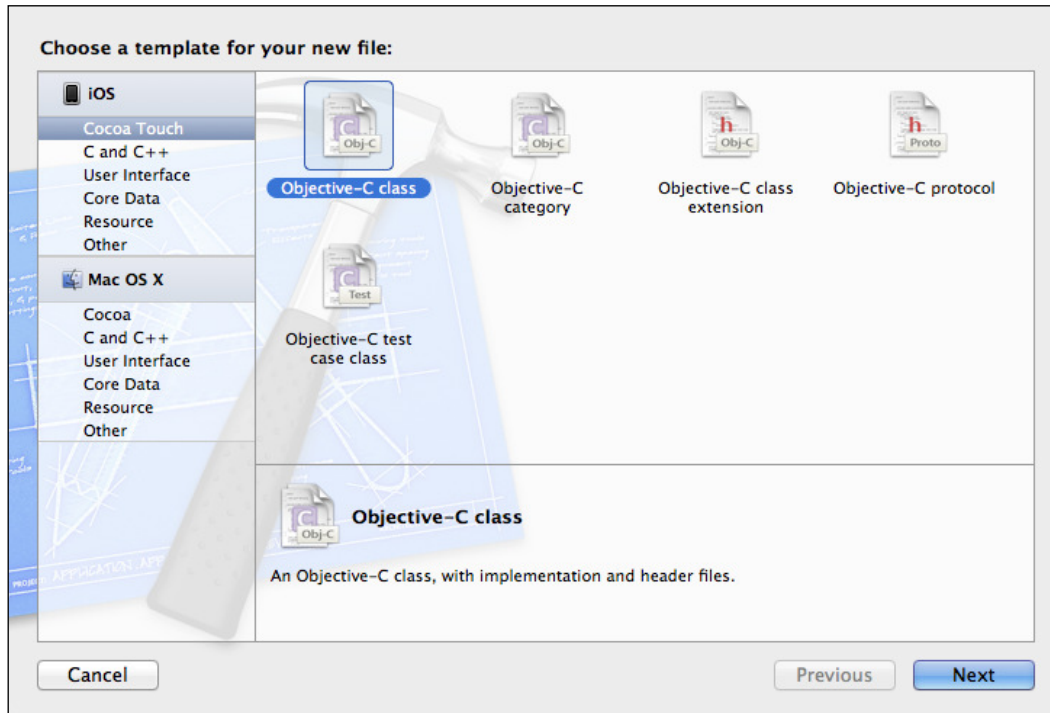 Choose a template for your new file:
iOS
Cocoa Touch
C and C++
User Interface
Core Data
Resource
Other
Mac OS X
Cocoa
C and C++
User Interface
Core Data
Resource
Other
Obj-C
Objective-C class
Obj-C
Objective-C
category
h
Obj-C
Objective-C class
extension
h
Proto
Objective-C protocol
Test
Objective-C test
case class
Obj-C
Objective-C class
An Objective-C class, with implementation and header files.
Cancel
Previous
Next